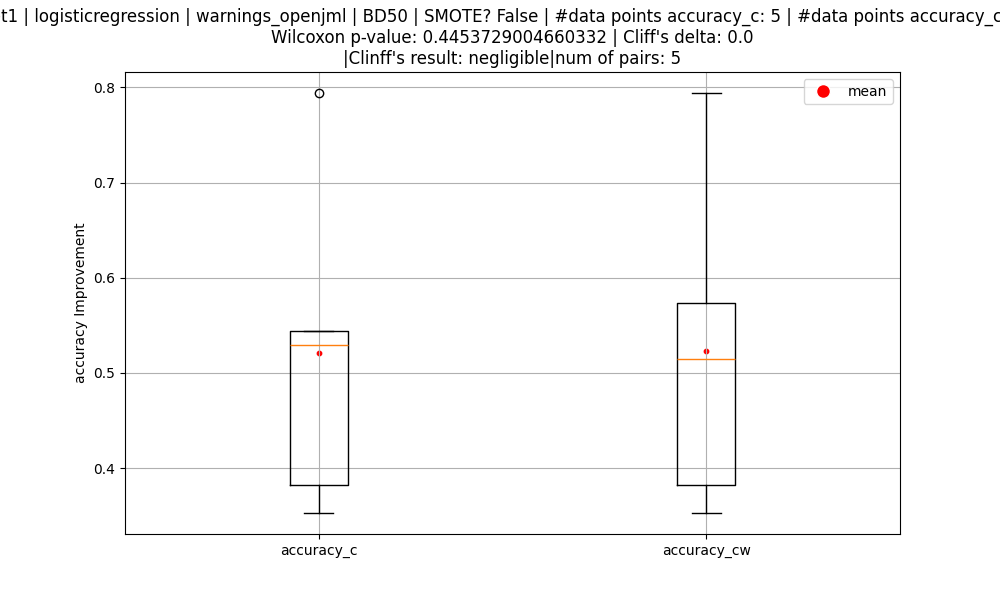 t1 | logisticregression | warnings_openjml | BD50 | SMOTE? False | #data points accuracy_c: 5 | #data points accuracy_c
Wilcoxon p-value: 0.4453729004660332 | Cliff's delta: 0.0
|Clinff's result: negligible|num of pairs: 5
mean
0.8
0.7
0.6
0.5
0.4
accuracy Improvement
accuracy_c
accuracy_cw